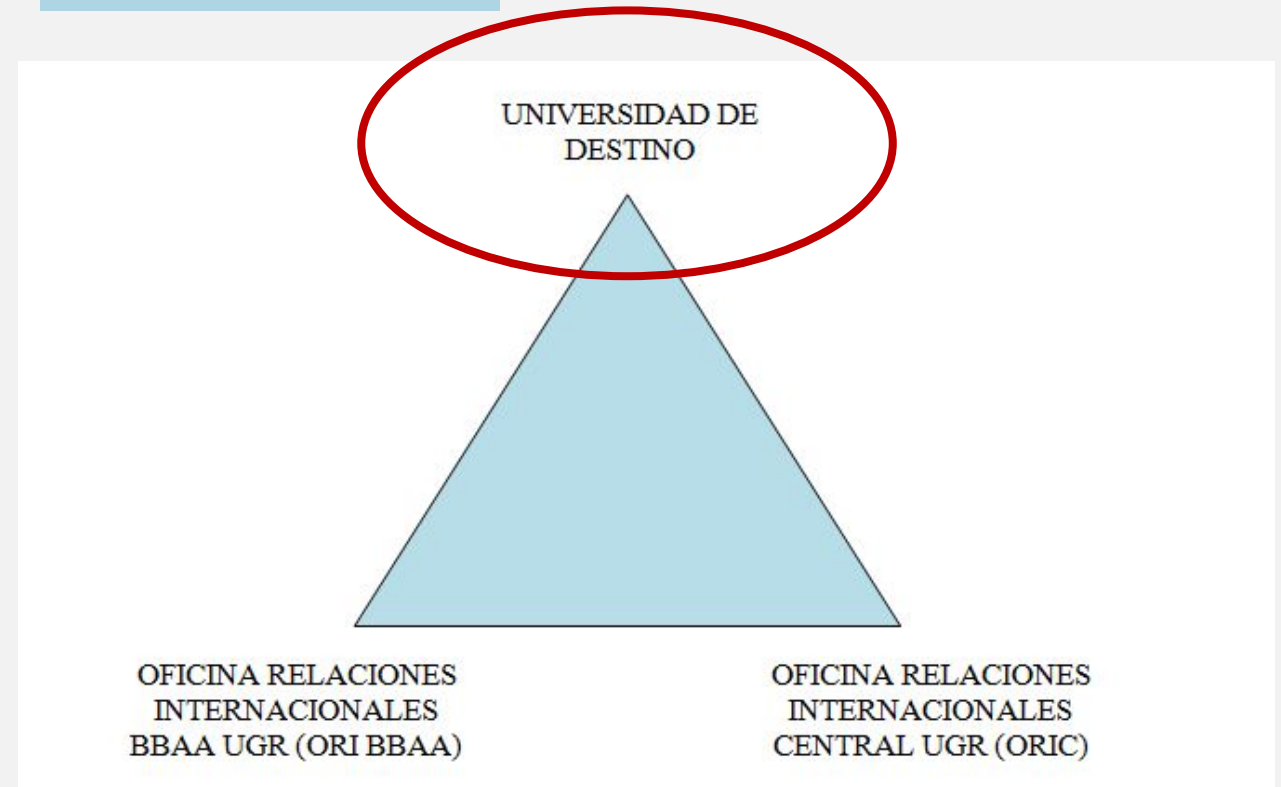 UNIVERSIDAD DE
DESTINO
OFICINA RELACIONES
INTERNACIONALES
BBAA UGR (ORI BBAA)
OFICINA RELACIONES
INTERNACIONALES
CENTRAL UGR (ORIC)